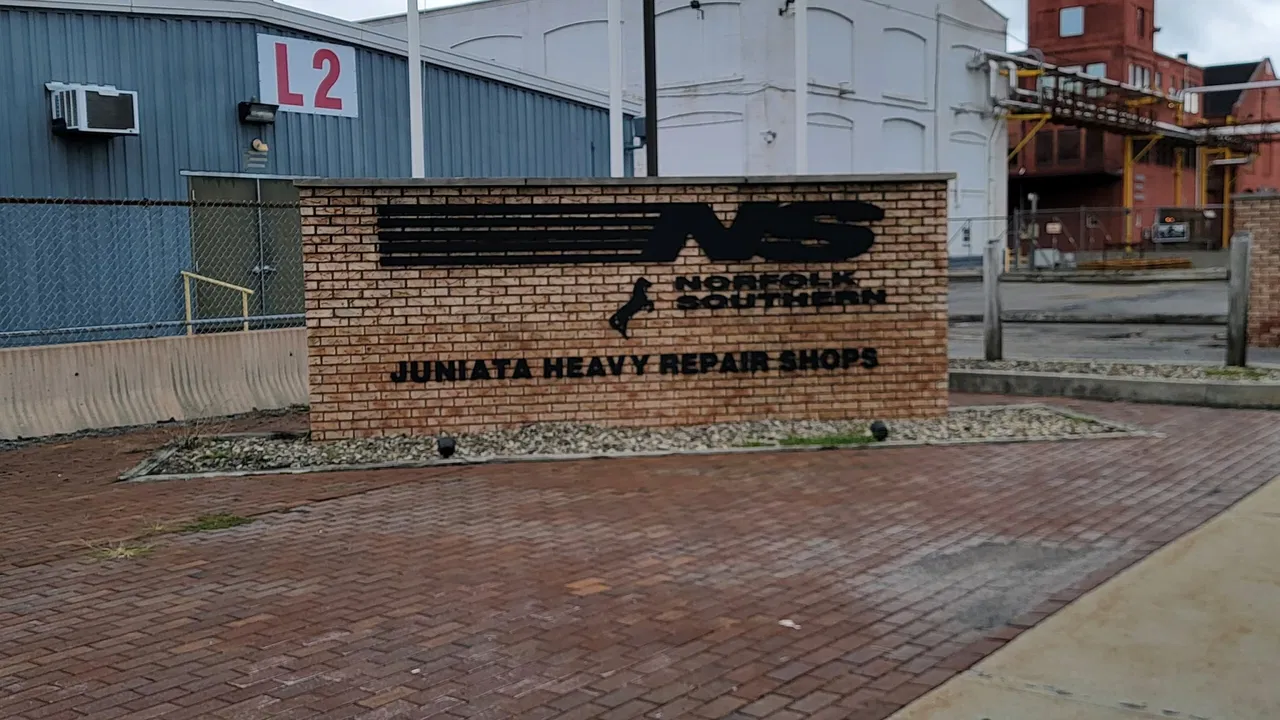 L2
NS
NORFOLK
SOUTHERN
JUNIATA HEAVY REPAIR SHOPS